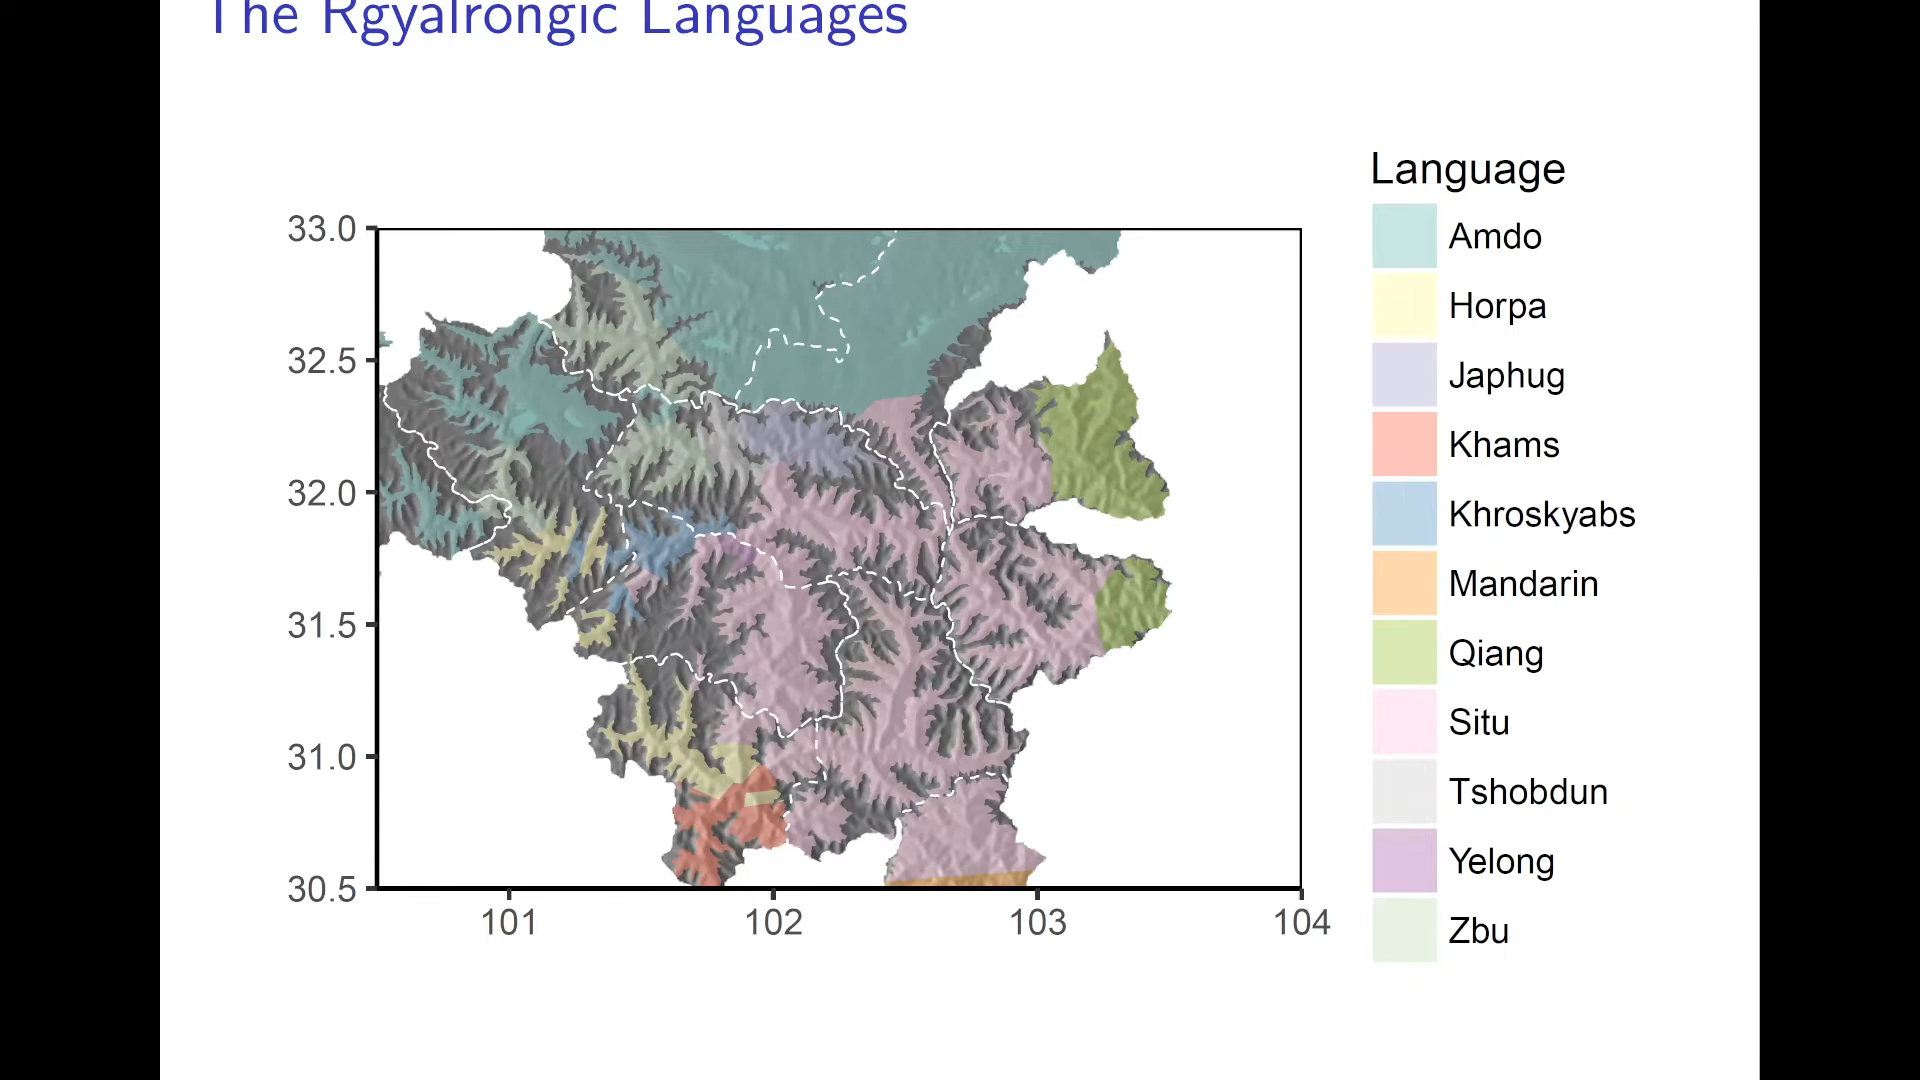 The Rgyalrongic Languages
Language
Amdo
Horpa
Japhug
Khams
Khroskyabs
Mandarin
Qiang
Situ
Tshobdun
Yelong
Zbu
33.0
32.5
32.0
31.5
31.0
30.5
101 102 103 104